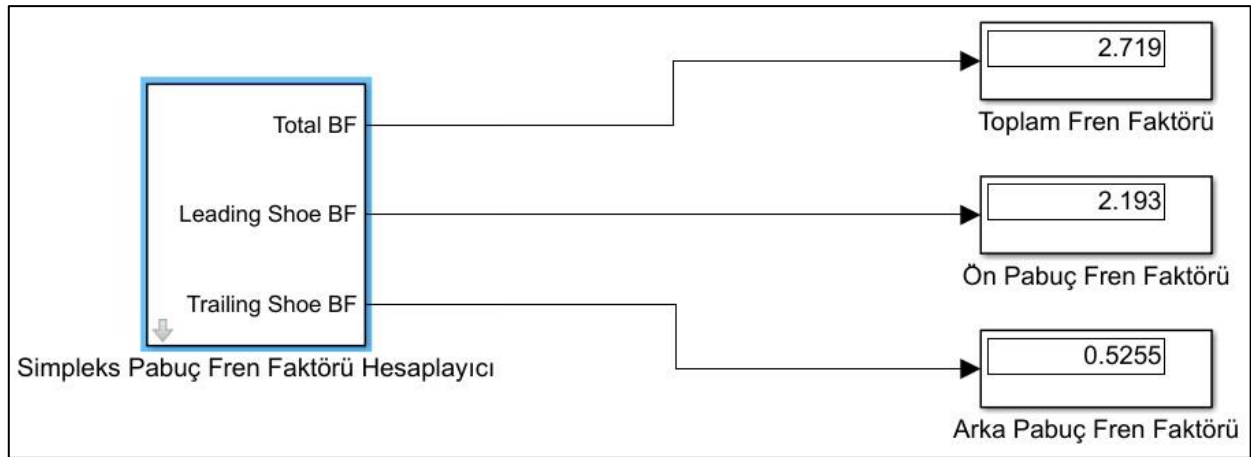 Total BF
Leading Shoe BF
Trailing Shoe BF
Simpleks Pabuç Fren Faktörü Hesaplayıcı
2.719
Toplam Fren Faktörü
2.193
Ön Pabuç Fren Faktörü
0.5255
Arka Pabuç Fren Faktörü